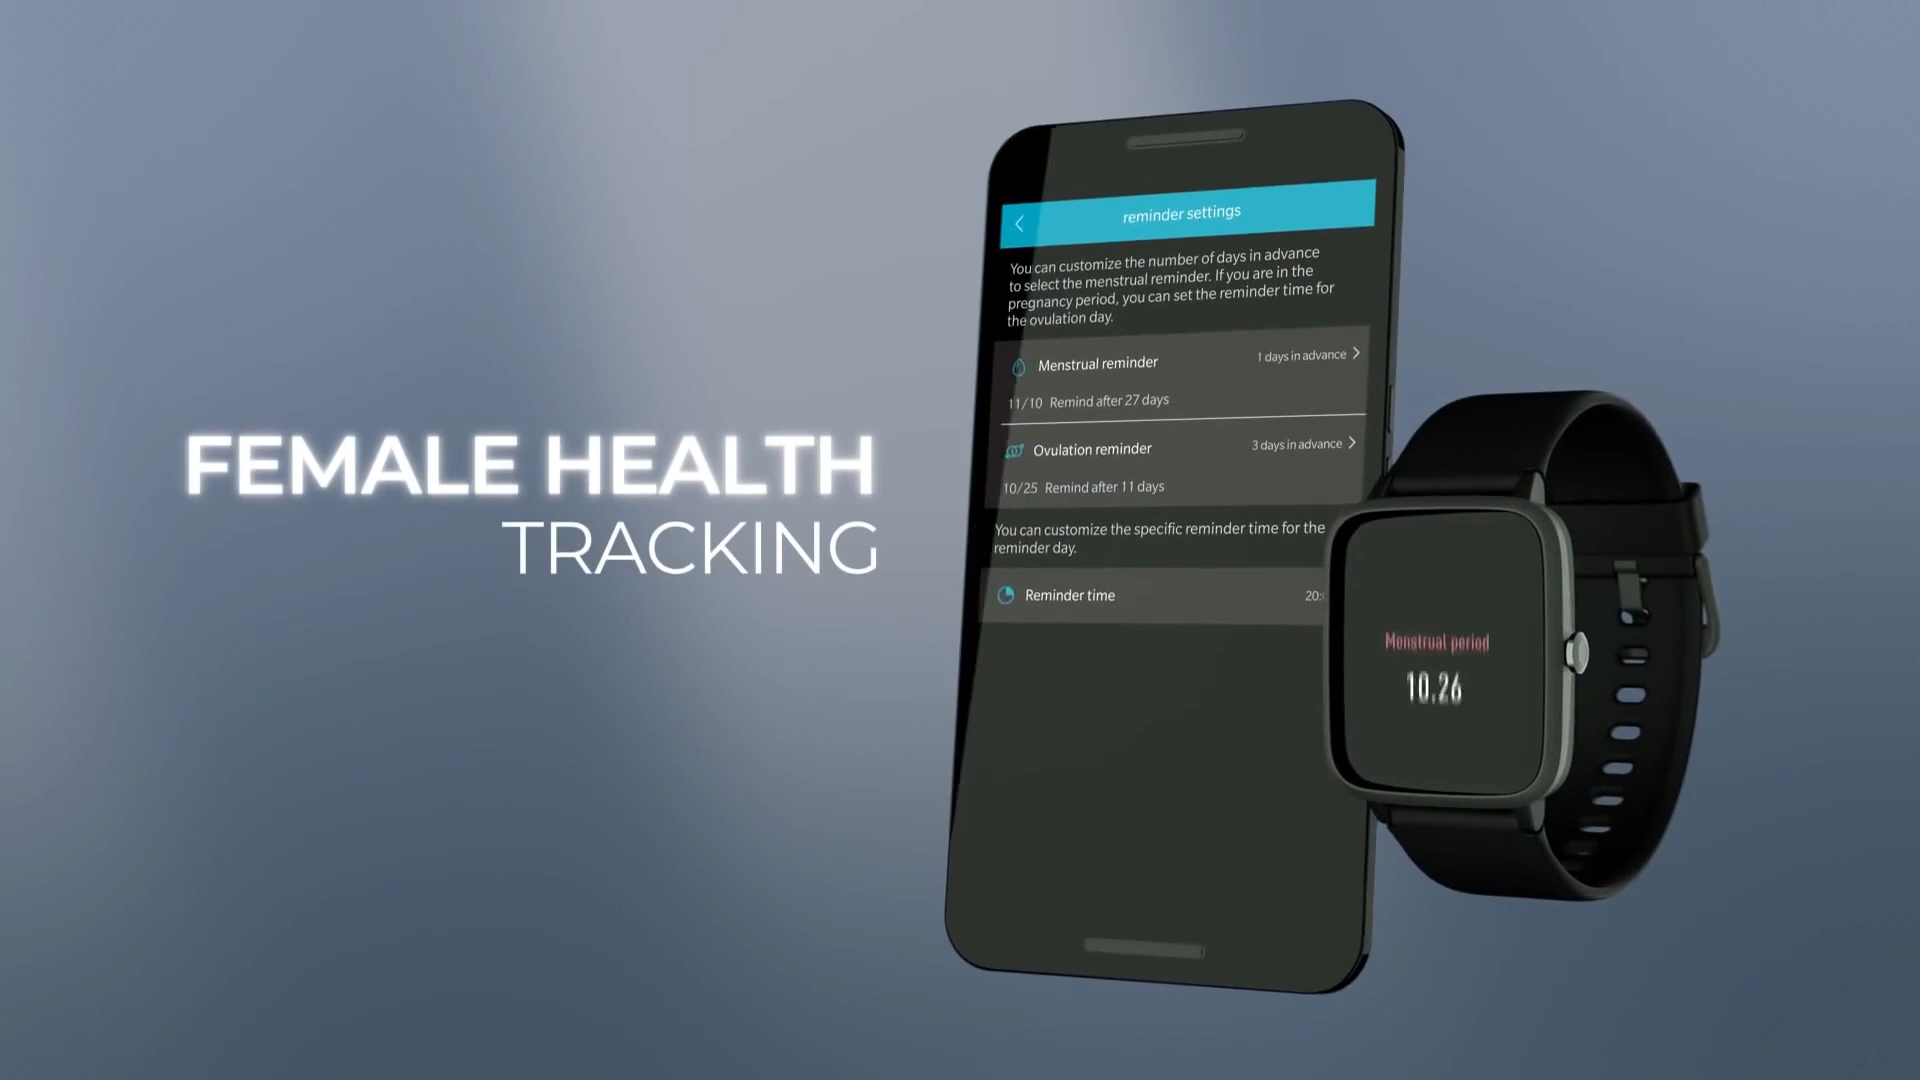 FEMALE HEALTH
TRACKING
reminder settings
You can customize the number of days in advance
to select the menstrual reminder. If you are in the
pregnancy period, you can set the reminder time for
the ovulation day.
Menstrual reminder 1 days in advance
11/10 Remind after 27 days
Ovulation reminder 3 days in advance
10/25 Remind after 11 days
You can customize the specific reminder time for the
reminder day.
Reminder time
Menstrual period
10.26